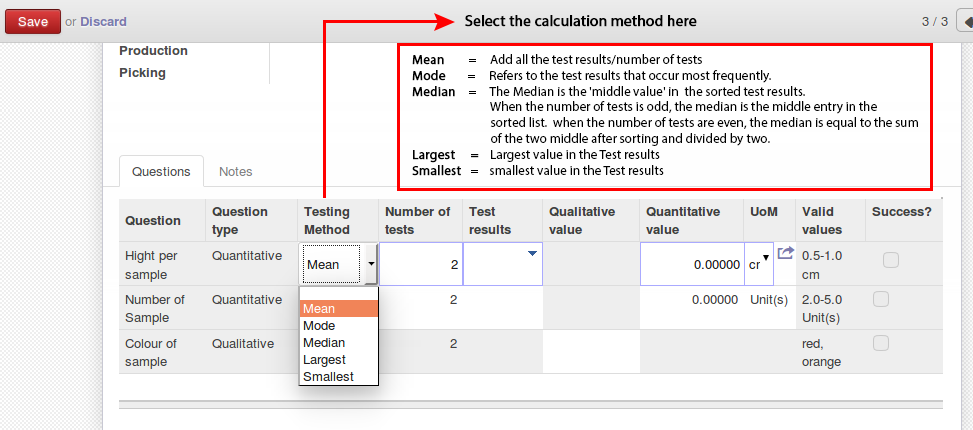 Save or Discard
Select the calculation method here
3 / 3
Production
Picking
Mean = Add all the test results/number of tests
Mode = Refers to the test results that occur most frequently.
Median = The Median is the 'middle value' in the sorted test results.
When the number of tests is odd, the median is the middle entry in the
sorted list. when the number of tests are even, the median is equal to the sum
of the two middle after sorting and divided by two.
Largest = Largest value in the Test results
Smallest = smallest value in the Test results
Questions Notes
Question Question type Testing Method Number of tests Test results Qualitative value Quantitative value UoM Valid values Success?
Hight per sample Quantitative Mean 2 0.00000 cr 0.5-1.0 cm
Number of Sample Quantitative 2 0.00000 Unit(s) 2.0-5.0 Unit(s)
Colour of sample Qualitative 2 red, orange
Mean
Mode
Median
Largest
Smallest